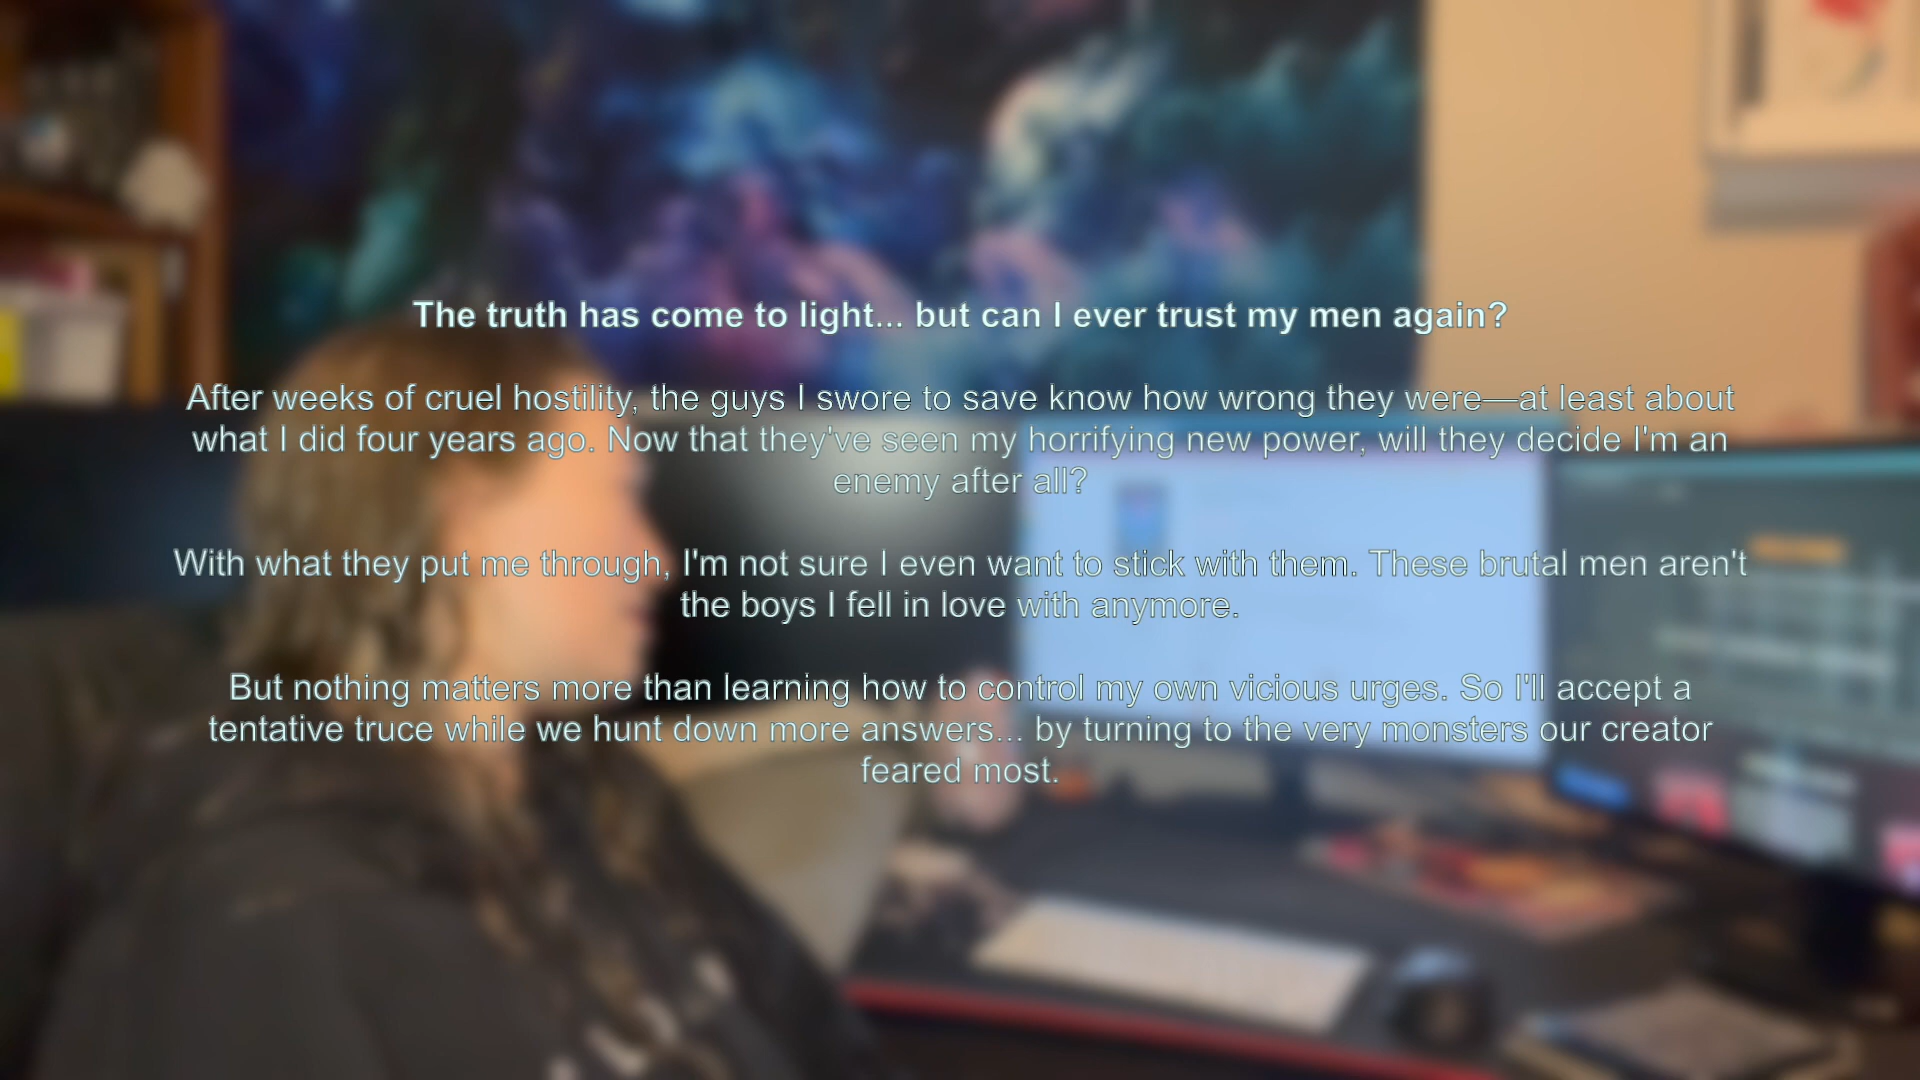 The truth has come to light... but can I ever trust my men again?
After weeks of cruel hostility, the guys I swore to save know how wrong they were—at least about
what I did four years ago. Now that they've seen my horrifying new power, will they decide I'm an
enemy after all?
With what they put me through, I'm not sure I even want to stick with them. These brutal men aren't
the boys I fell in love with anymore.
But nothing matters more than learning how to control my own vicious urges. So I'll accept a
tentative truce while we hunt down more answers... by turning to the very monsters our creator
feared most.